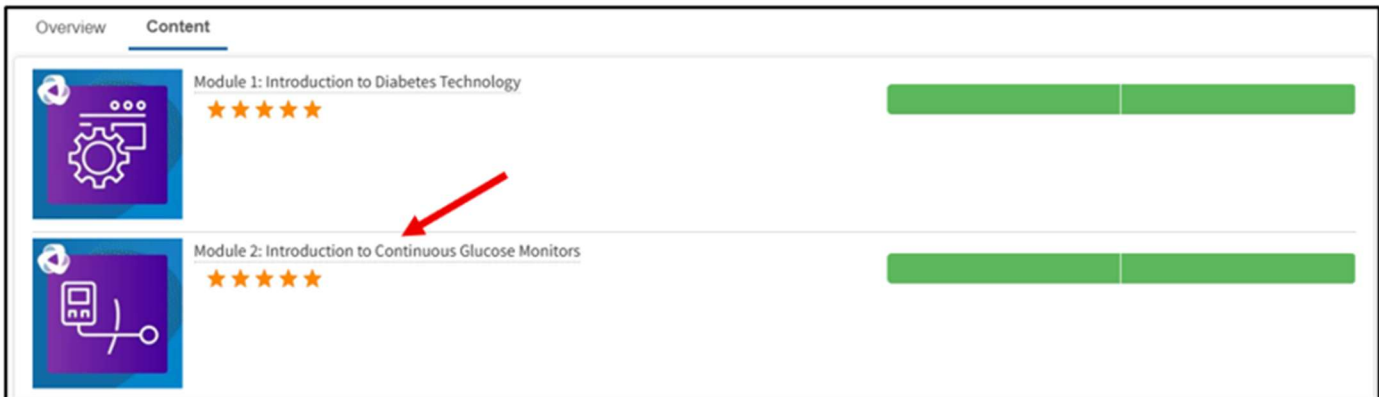 Overview Content
Module 1: Introduction to Diabetes Technology
Module 2: Introduction to Continuous Glucose Monitors